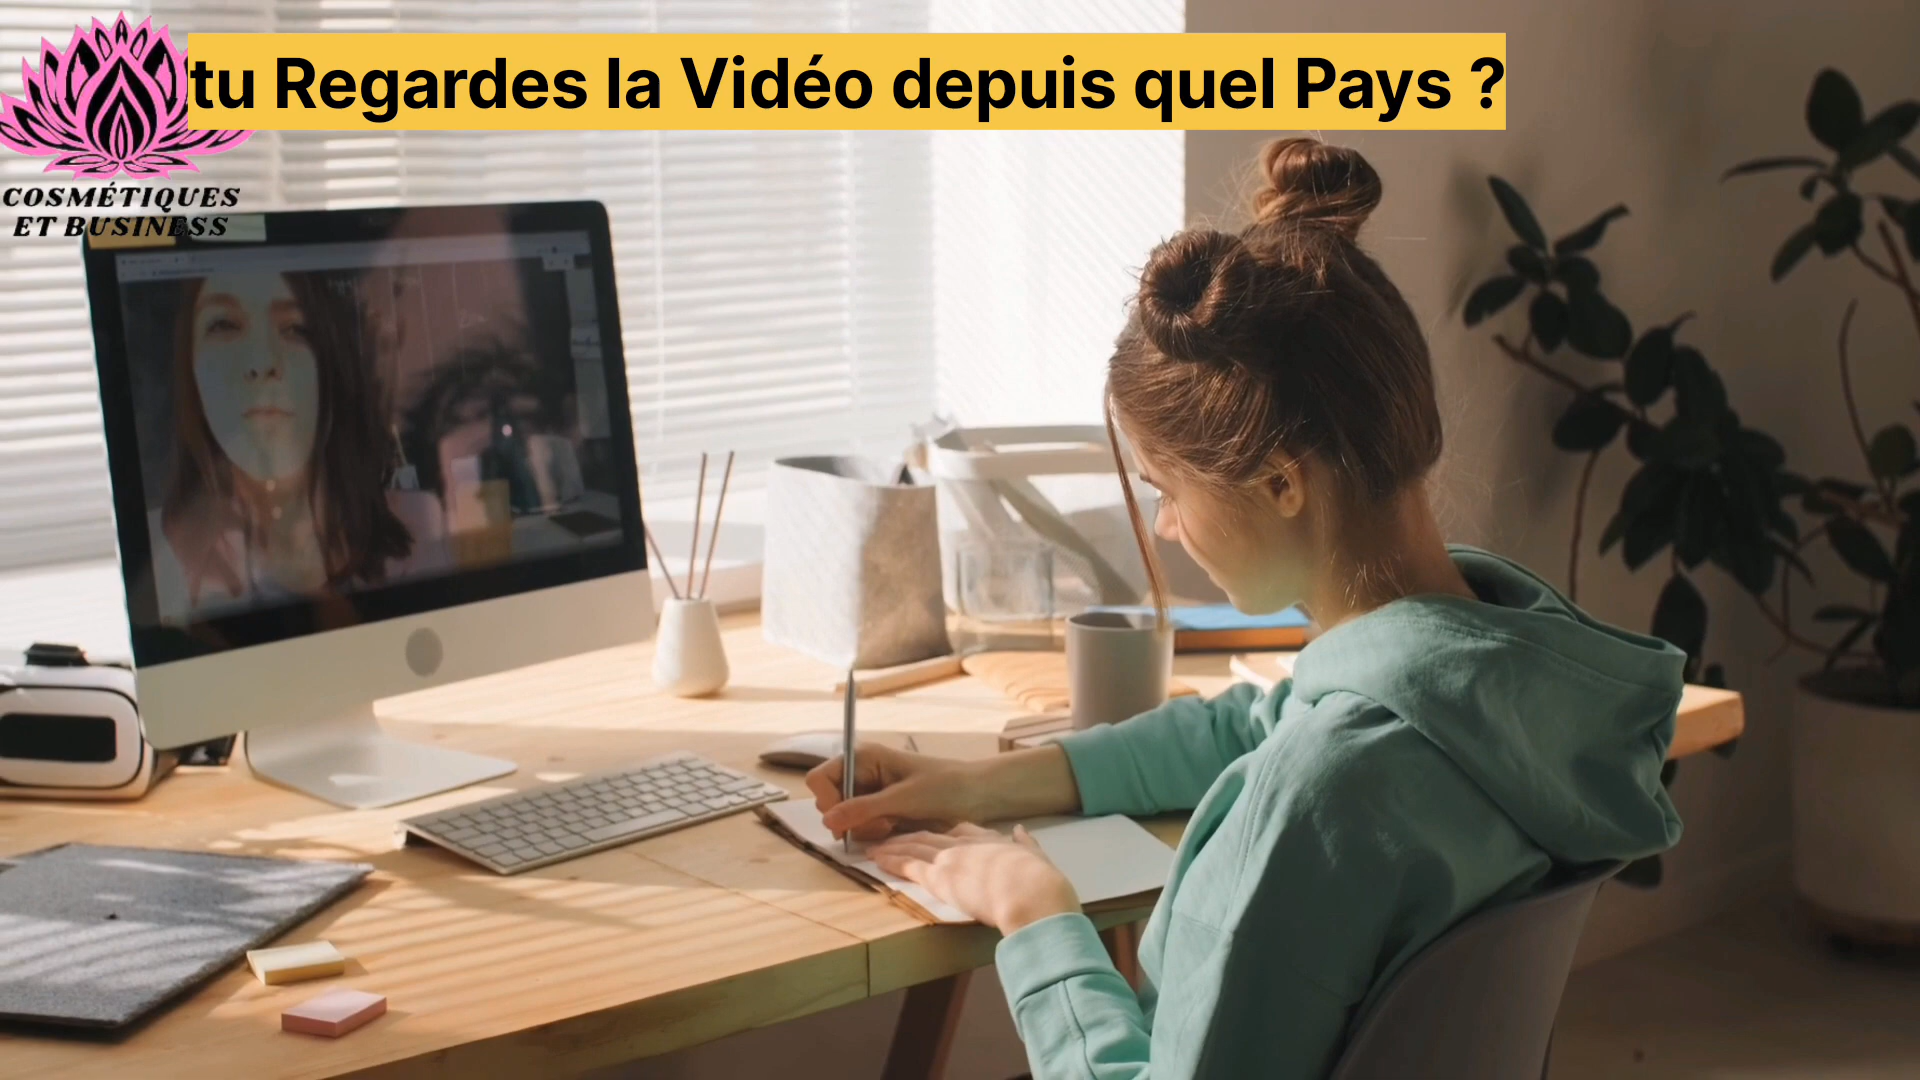 tu Regardes la Vidéo depuis quel Pays ?
COSMÉTIQUES
ET BUSINESS